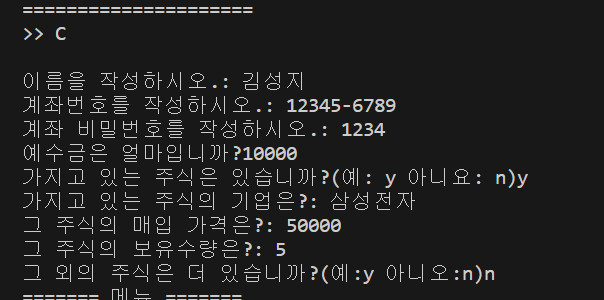 =====================
>> C
이름을 작성하시오.: 김성지
계좌번호를 작성하시오.: 12345-6789
계좌 비밀번호를 작성하시오.: 1234
예수금은 얼마입니까?10000
가지고 있는 주식은 있습니까?(예: y 아니요: n)y
가지고 있는 주식의 기업은?: 삼성전자
그 주식의 매입 가격은?: 50000
그 주식의 보유수량은?: 5
그 외의 주식은 더 있습니까?(예:y 아니오:n)n
======= 메뉴 =======